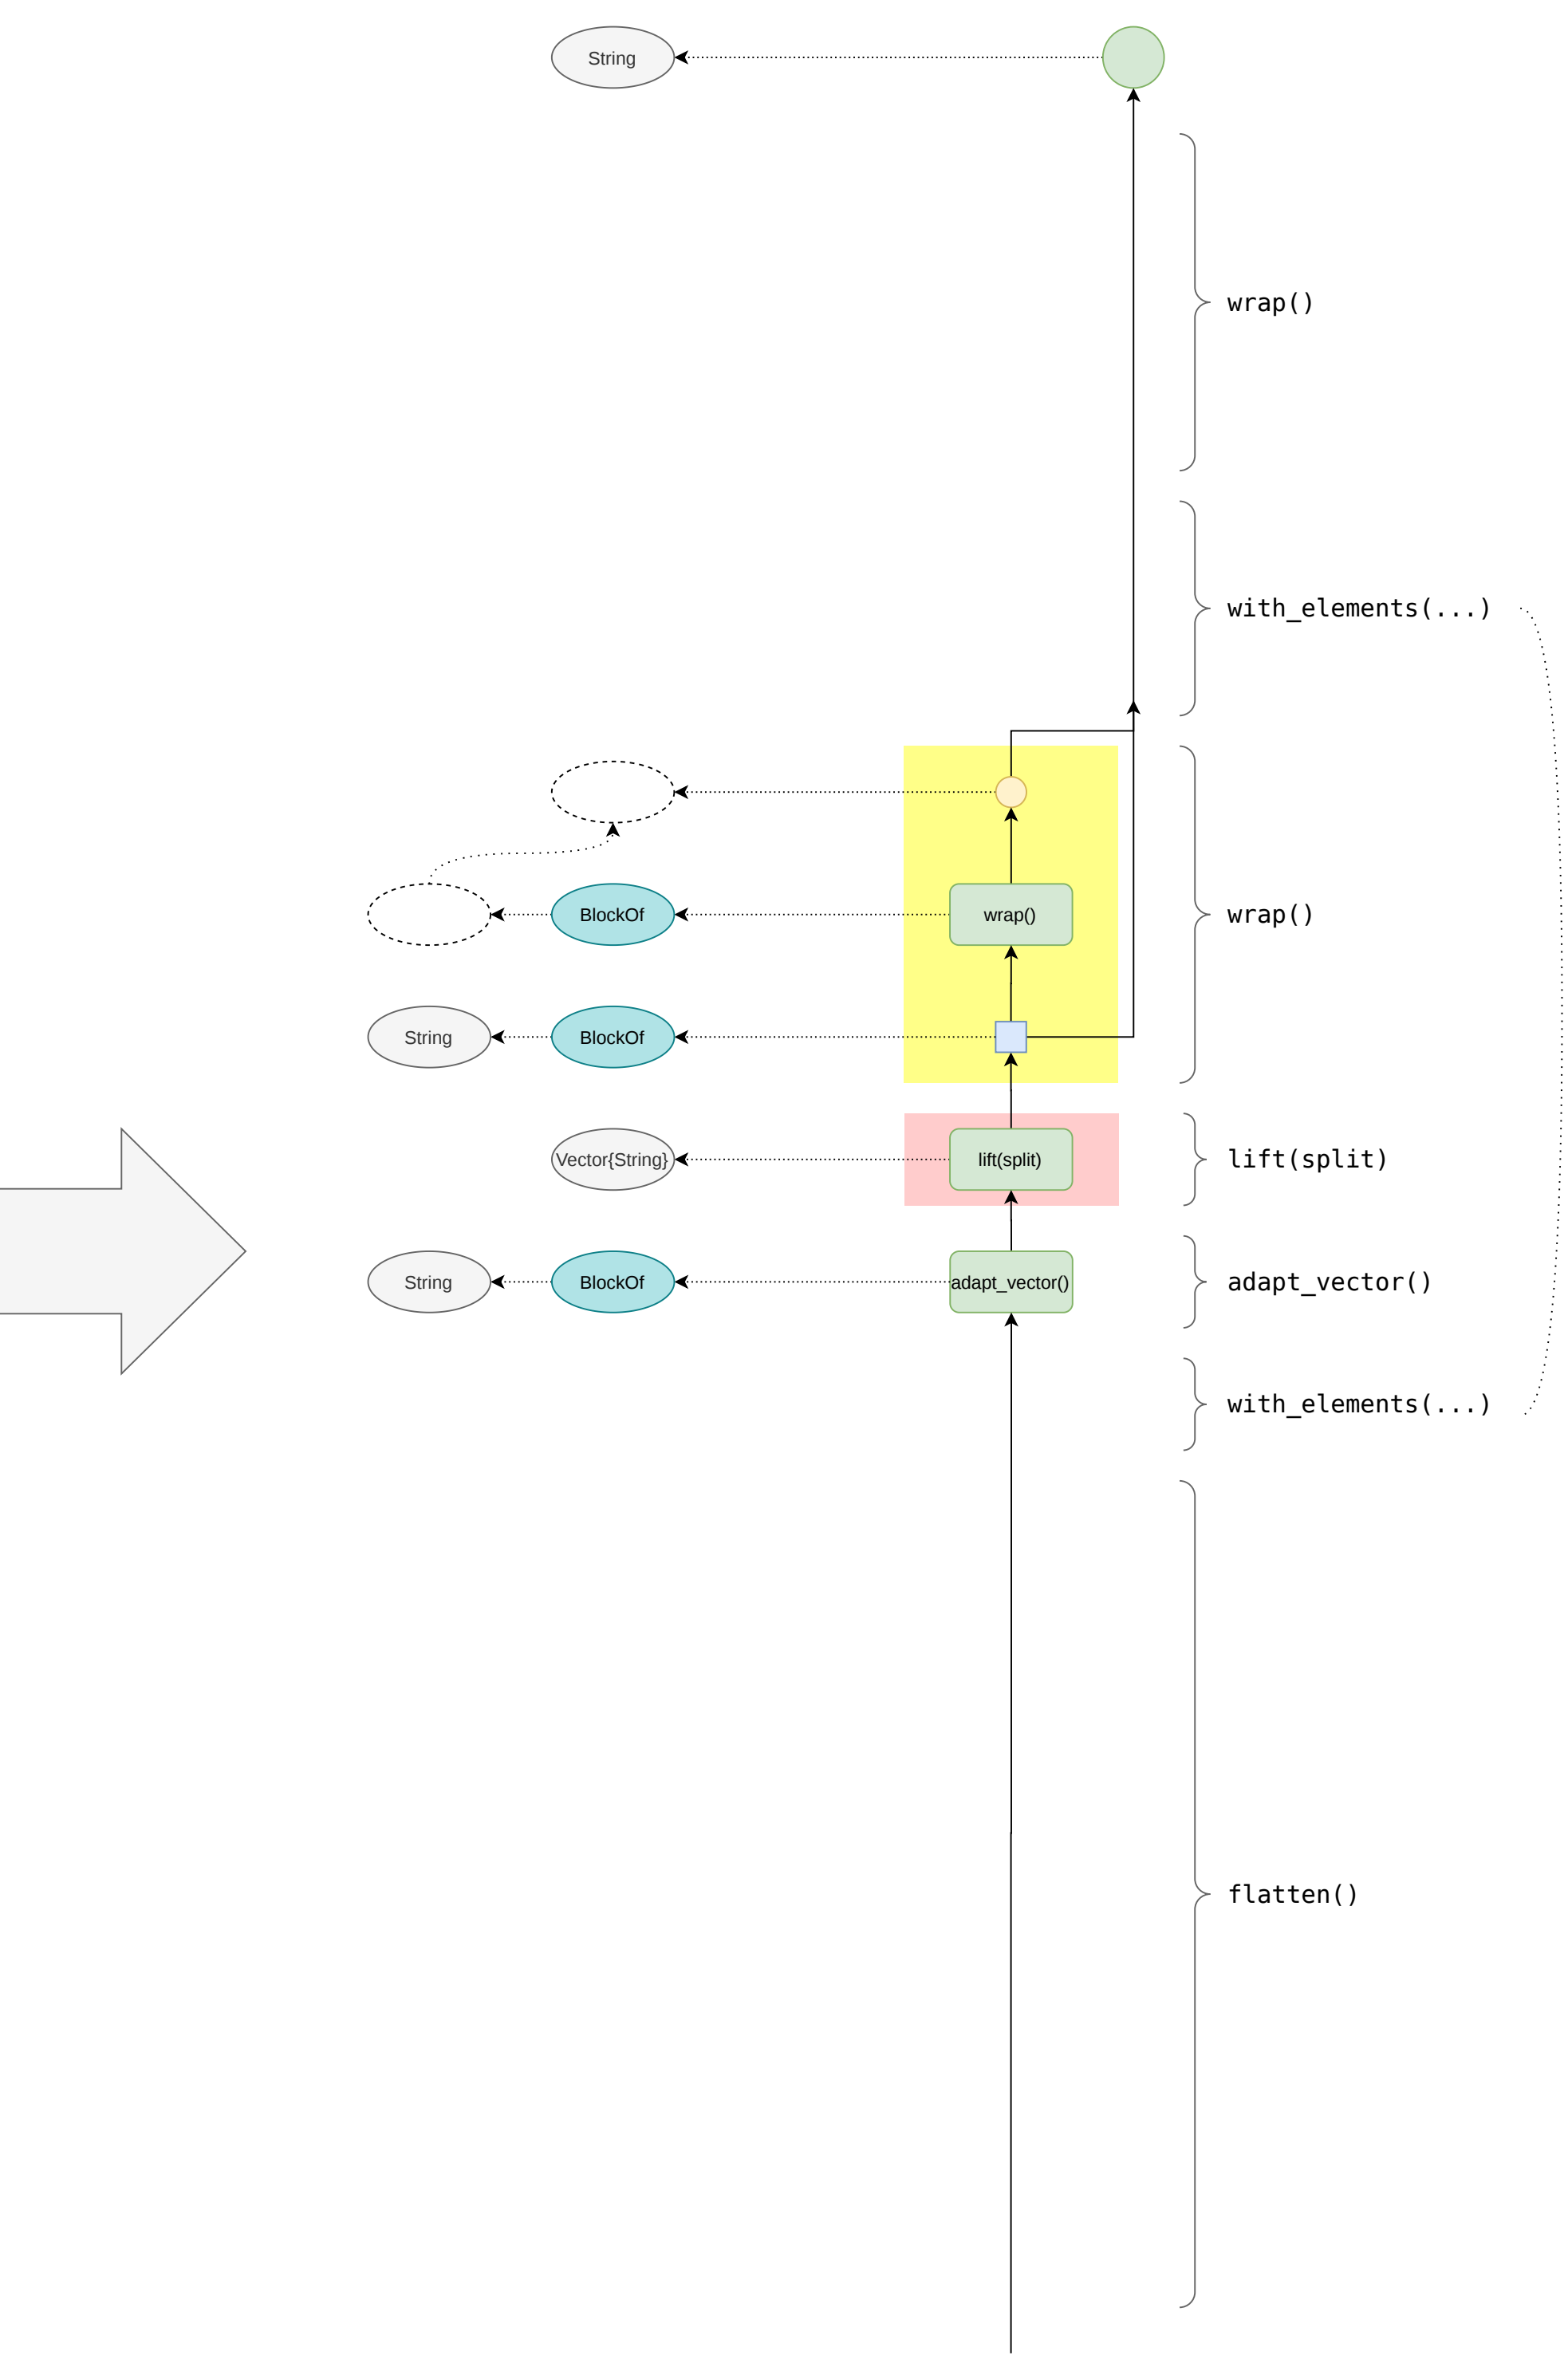 String
wrap()
with_elements(...)
BlockOf
wrap()
wrap()
String
BlockOf
Vector{String}
lift(split)
lift(split)
String
BlockOf
adapt_vector()
adapt_vector()
with_elements(...)
flatten()